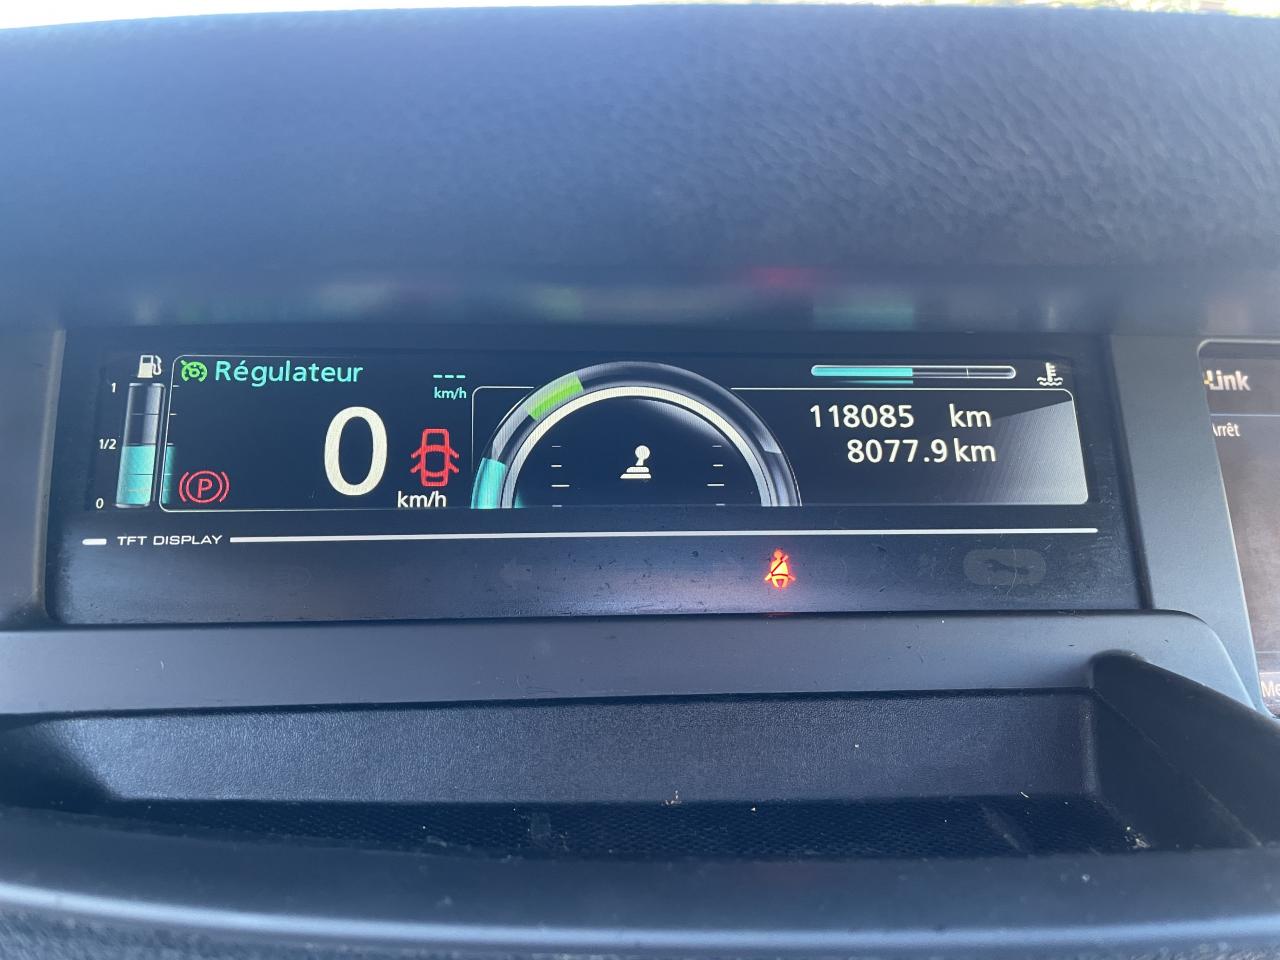 Régulateur
---
km/h
1
1/2
0
0
km/h
P
118085 km
8077.9 km
TFT DISPLAY
Link
Arrêt